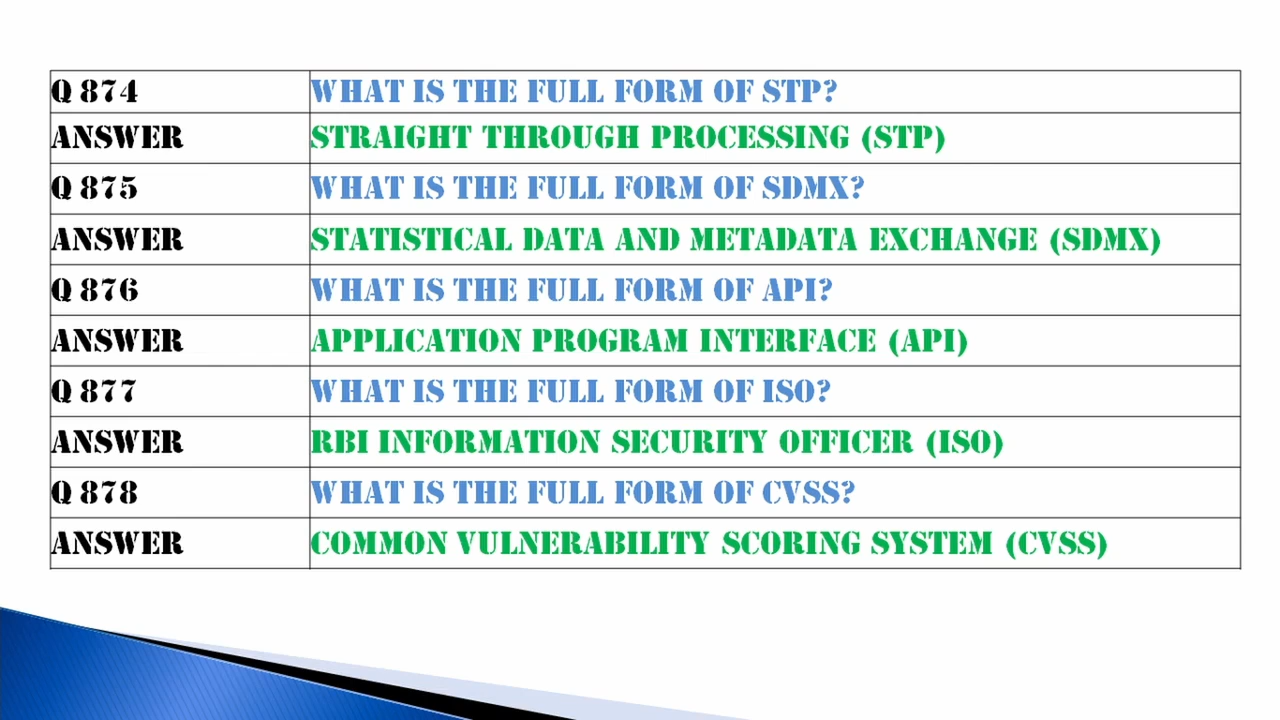 Q 874 WHAT IS THE FULL FORM OF STP?
ANSWER STRAIGHT THROUGH PROCESSING (STP)
Q 875 WHAT IS THE FULL FORM OF SDMX?
ANSWER STATISTICAL DATA AND METADATA EXCHANGE (SDMX)
Q 876 WHAT IS THE FULL FORM OF API?
ANSWER APPLICATION PROGRAM INTERFACE (API)
Q 877 WHAT IS THE FULL FORM OF ISO?
ANSWER RBI INFORMATION SECURITY OFFICER (ISO)
Q 878 WHAT IS THE FULL FORM OF CVSS?
ANSWER COMMON VULNERABILITY SCORING SYSTEM (CVSS)